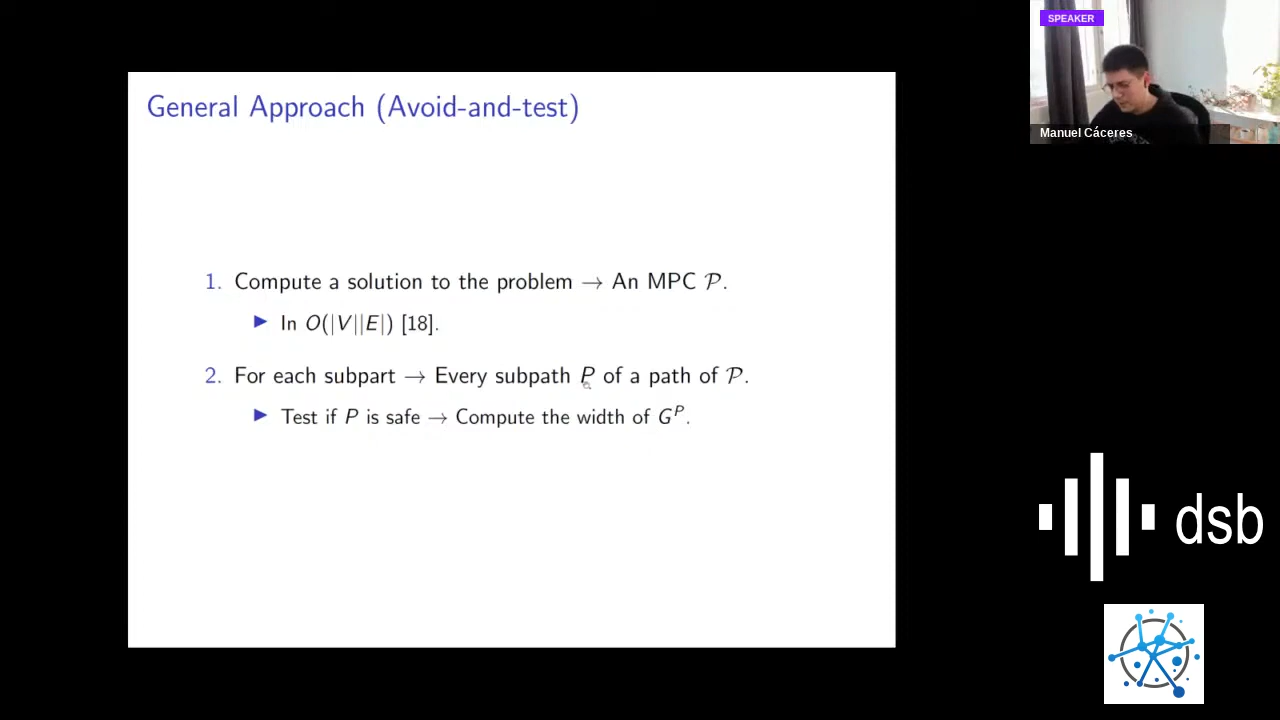 SPEAKER
Manuel Cáceres
General Approach (Avoid-and-test)
1. Compute a solution to the problem → An MPC 𝒫.
▶ In O(|V||E|) [18].
2. For each subpart → Every subpath P of a path of 𝒫.
▶ Test if P is safe → Compute the width of Gᴾ.
dsb